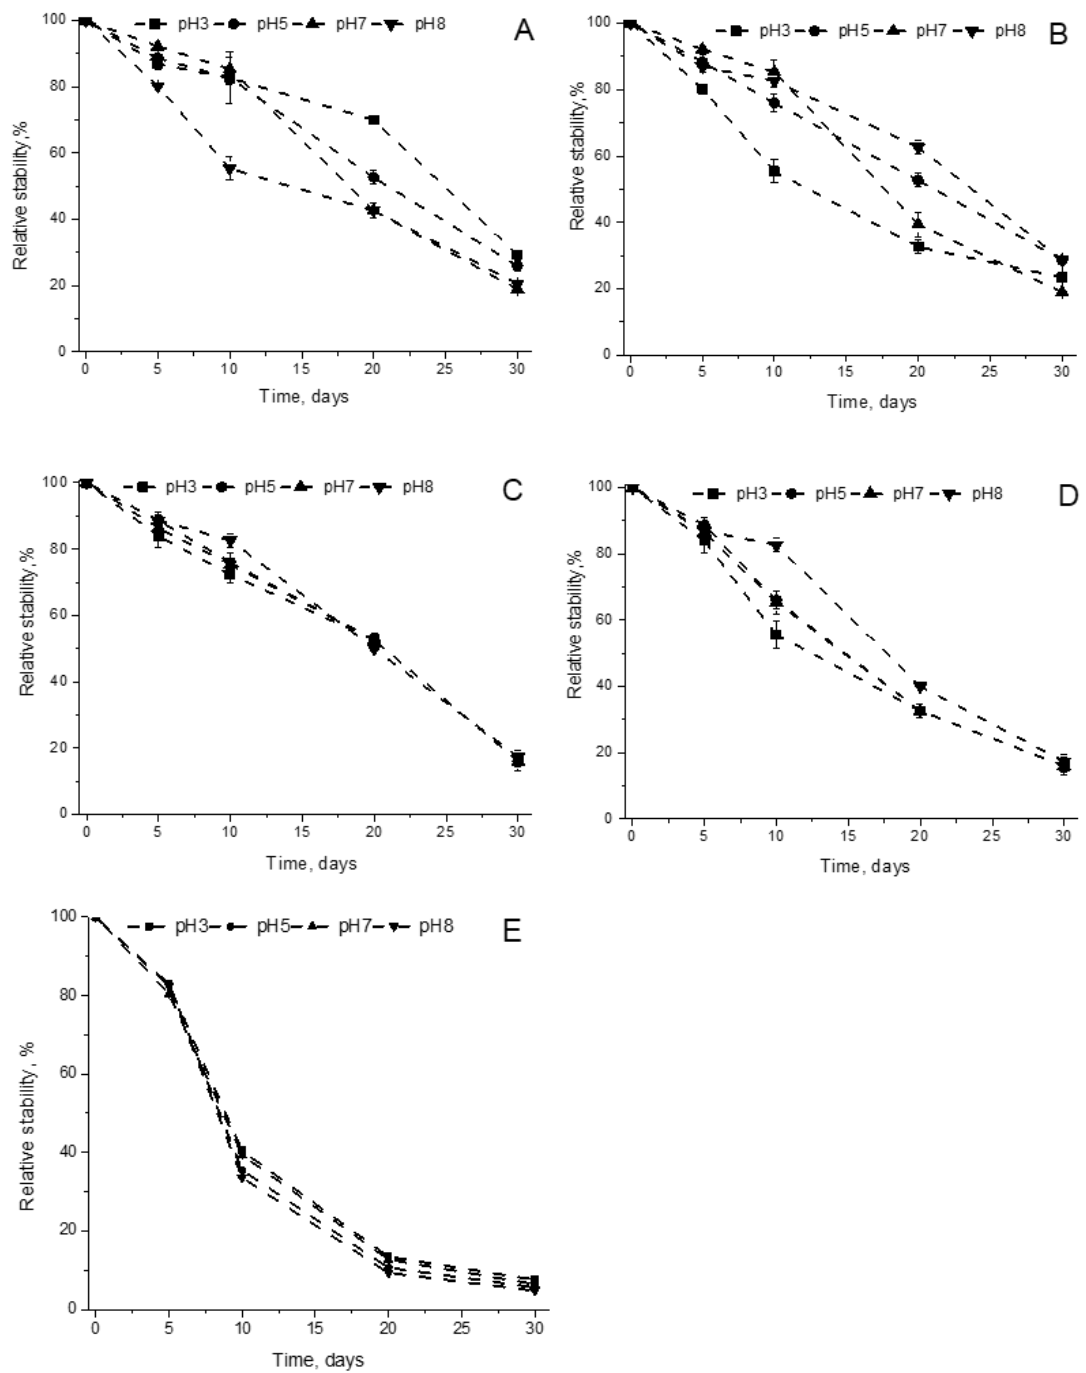 pH3 pH5 pH7 pH8 A
100
80
60
40
20
0
Relative stability,%
0 5 10 15 20 25 30
Time, days
pH3 pH5 pH7 pH8 B
100
80
60
40
20
0
Relative stability,%
0 5 10 15 20 25 30
Time, days
pH3 pH5 pH7 pH8 C
100
80
60
40
20
0
Relative stability,%
0 5 10 15 20 25 30
Time, days
pH3 pH5 pH7 pH8 D
100
80
60
40
20
0
Relative stability,%
0 5 10 15 20 25 30
Time, days
pH3 pH5 pH7 pH8 E
100
80
60
40
20
0
Relative stability, %
0 5 10 15 20 25 30
Time, days